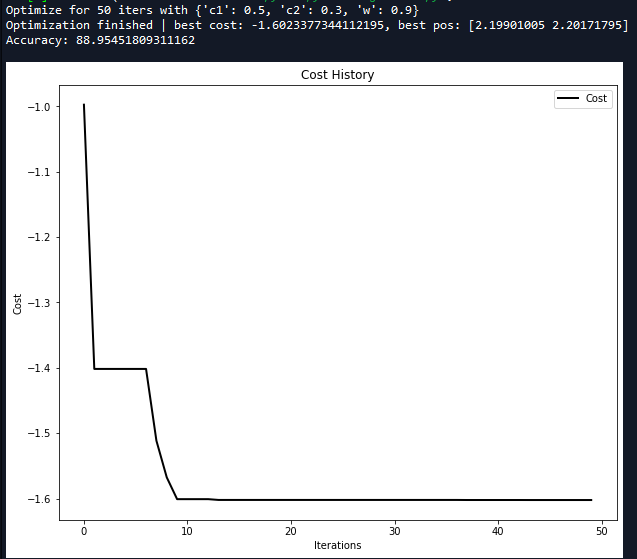 Optimize for 50 iters with {'c1': 0.5, 'c2': 0.3, 'w': 0.9}
Optimization finished | best cost: -1.6023377344112195, best pos: [2.19901005 2.20171795]
Accuracy: 88.95451809311162
Cost History
Cost
−1.0
−1.1
−1.2
−1.3
−1.4
−1.5
−1.6
Cost
0
10
20
30
40
50
Iterations